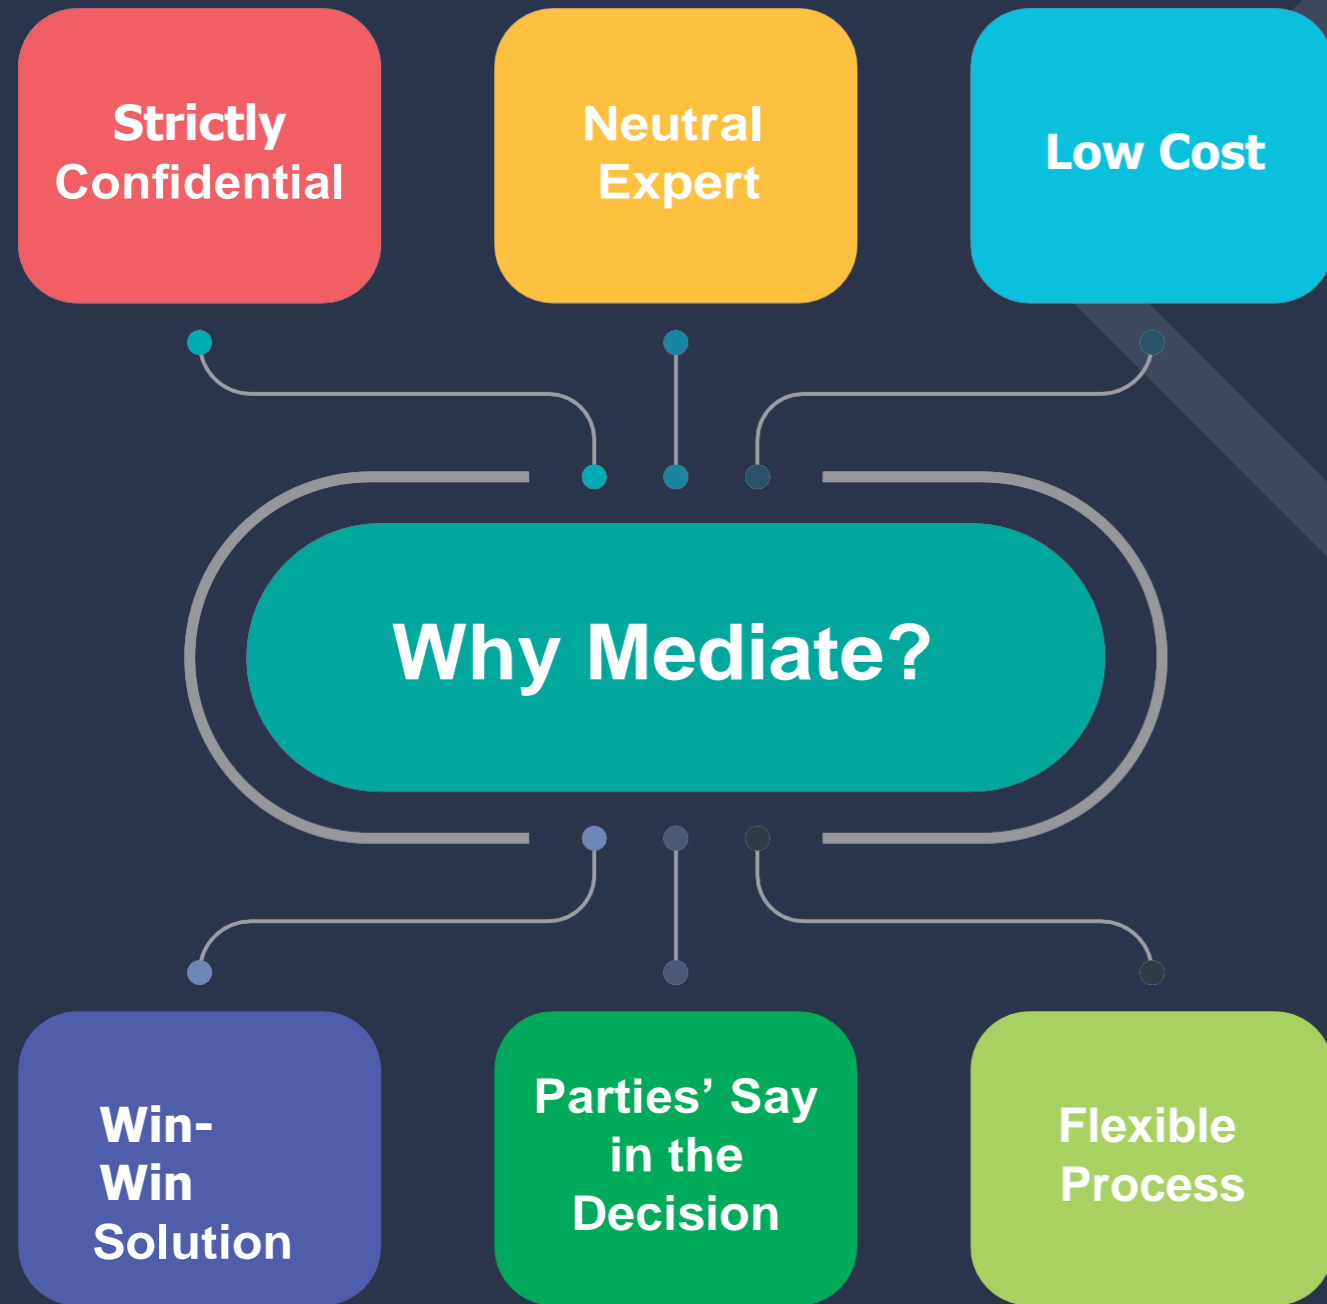 Strictly
Confidential
Neutral
Expert
Low Cost
Why Mediate?
Win-
Win
Solution
Parties’ Say
in the
Decision
Flexible
Process